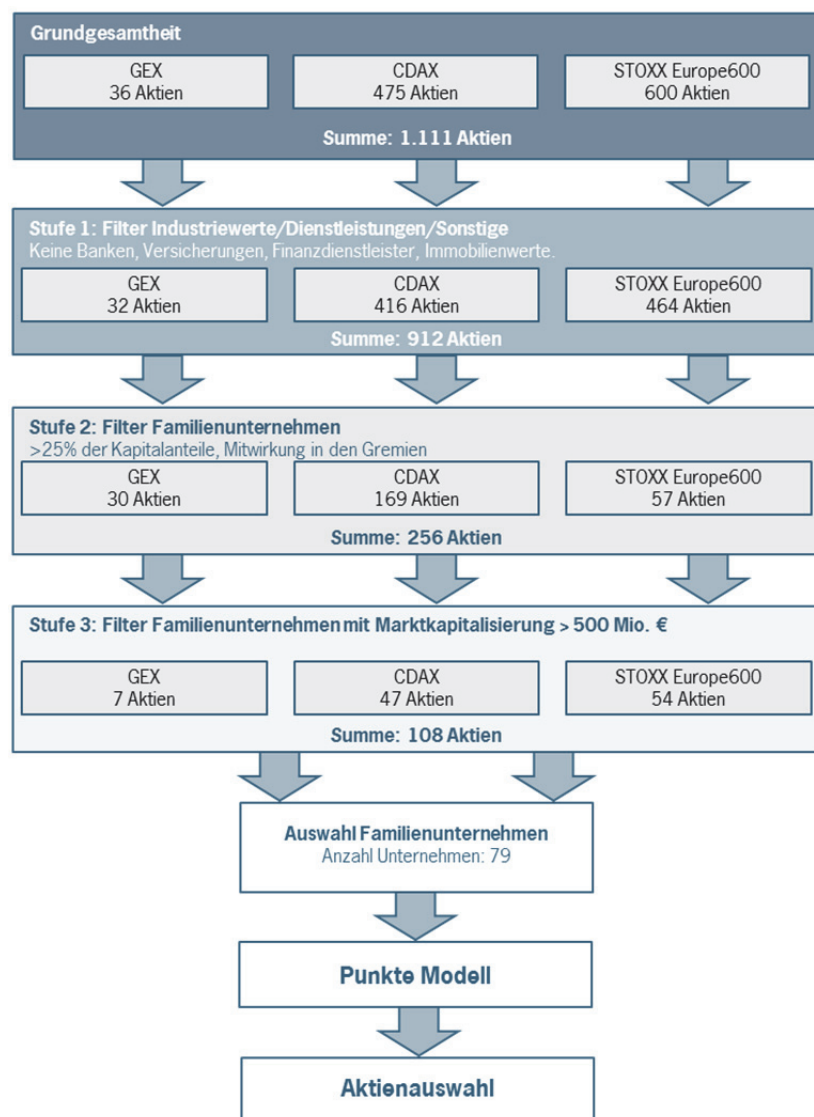 Grundgesamtheit
GEX
36 Aktien
CDAX
475 Aktien
STOXX Europe600
600 Aktien
Summe: 1.111 Aktien
Stufe 1: Filter Industriewerte/Dienstleistungen/Sonstige
Keine Banken, Versicherungen, Finanzdienstleister, Immobilienwerte.
GEX
32 Aktien
CDAX
416 Aktien
STOXX Europe600
464 Aktien
Summe: 912 Aktien
Stufe 2: Filter Familienunternehmen
>25% der Kapitalanteile, Mitwirkung in den Gremien
GEX
30 Aktien
CDAX
169 Aktien
STOXX Europe600
57 Aktien
Summe: 256 Aktien
Stufe 3: Filter Familienunternehmen mit Marktkapitalisierung > 500 Mio. €
GEX
7 Aktien
CDAX
47 Aktien
STOXX Europe600
54 Aktien
Summe: 108 Aktien
Auswahl Familienunternehmen
Anzahl Unternehmen: 79
Punkte Modell
Aktienauswahl